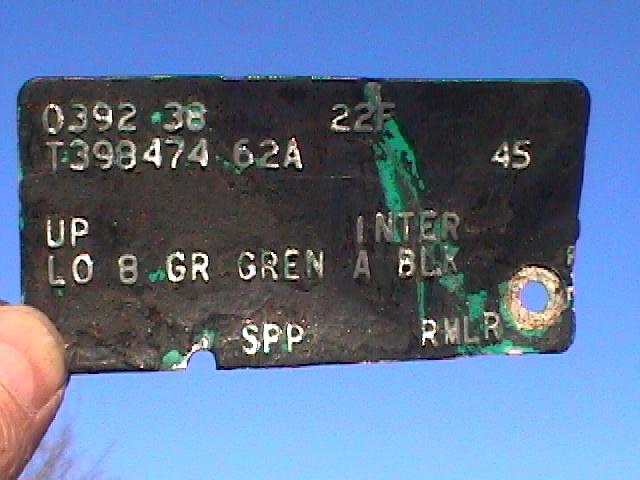 0392 38 22F
T398474 62A 45
UP INTER
LO 8 GR GREN A BLK
SPP RMLR